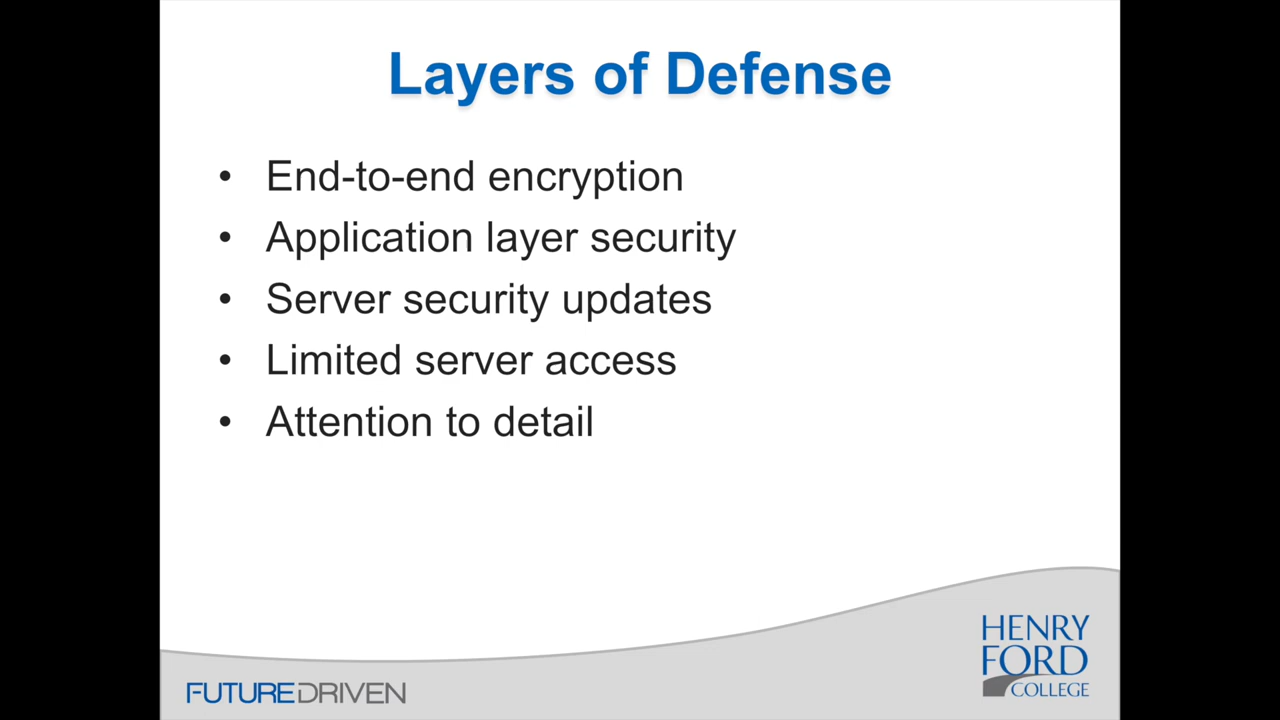 Layers of Defense
• End-to-end encryption
• Application layer security
• Server security updates
• Limited server access
• Attention to detail
FUTUREDRIVEN
HENRY
FORD
COLLEGE